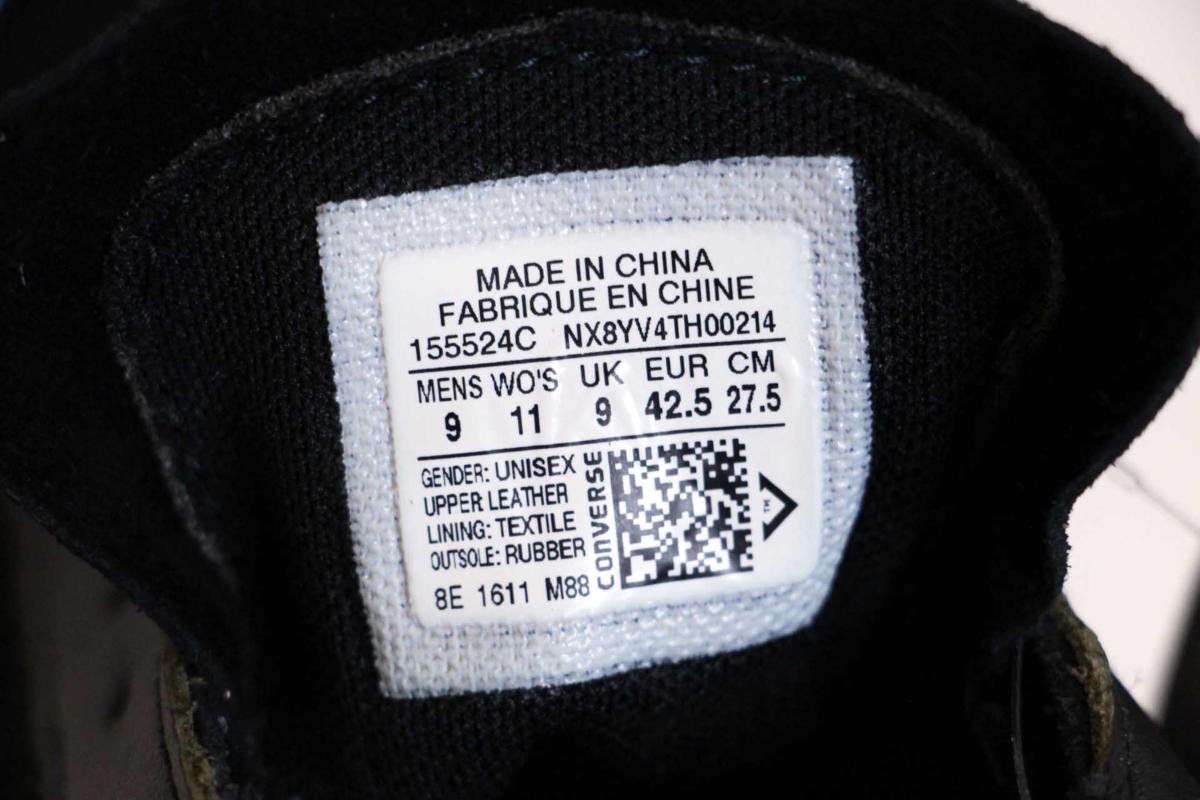 MADE IN CHINA
FABRIQUE EN CHINE
155524C NX8YV4TH00214
MENS WO'S UK EUR CM
9 11 9 42.5 27.5
GENDER: UNISEX
UPPER: LEATHER
LINING: TEXTILE
OUTSOLE: RUBBER
8E 1611 M88
CONVERSE
TM